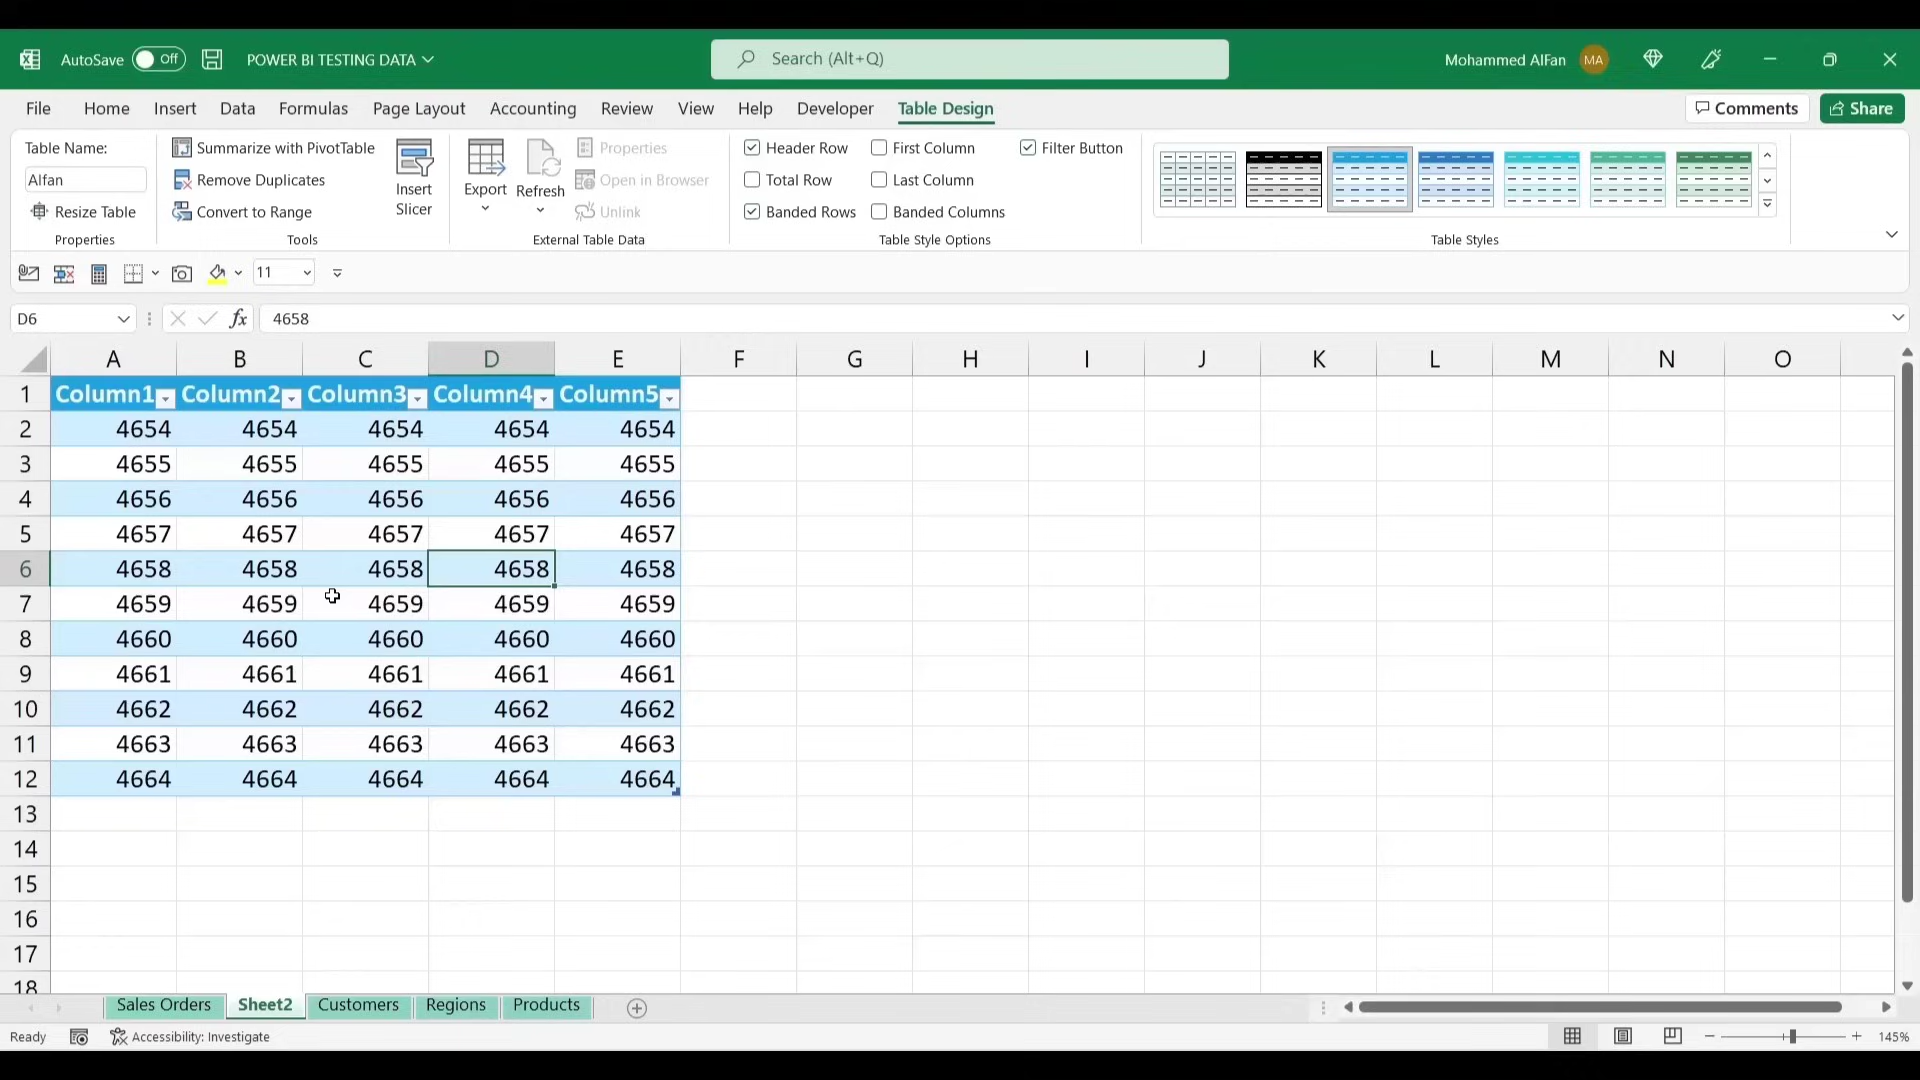 AutoSave Off POWER BI TESTING DATA Search (Alt+Q) Mohammed AlFan MA
File Home Insert Data Formulas Page Layout Accounting Review View Help Developer Table Design Comments Share
Table Name:
Alfan
Resize Table
Properties
Summarize with PivotTable
Remove Duplicates
Convert to Range
Tools
Insert
Slicer
Export
Refresh
Properties
Open in Browser
Unlink
External Table Data
Header Row First Column Filter Button
Total Row Last Column
Banded Rows Banded Columns
Table Style Options
Table Styles
11
D6 fx 4658
A B C D E F G H I J K L M N O
1 Column1 Column2 Column3 Column4 Column5
2 4654 4654 4654 4654 4654
3 4655 4655 4655 4655 4655
4 4656 4656 4656 4656 4656
5 4657 4657 4657 4657 4657
6 4658 4658 4658 4658 4658
7 4659 4659 4659 4659 4659
8 4660 4660 4660 4660 4660
9 4661 4661 4661 4661 4661
10 4662 4662 4662 4662 4662
11 4663 4663 4663 4663 4663
12 4664 4664 4664 4664 4664
13
14
15
16
17
18
Sales Orders Sheet2 Customers Regions Products
Ready Accessibility: Investigate 145%